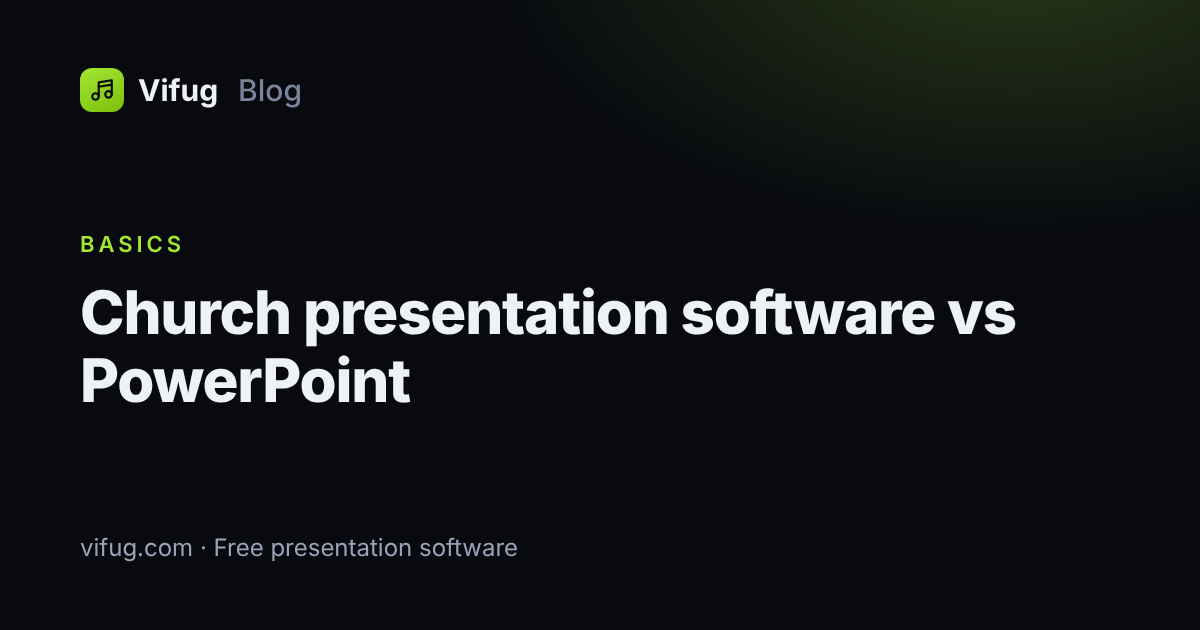 Vifug Blog
BASICS
Church presentation software vs
PowerPoint
vifug.com · Free presentation software